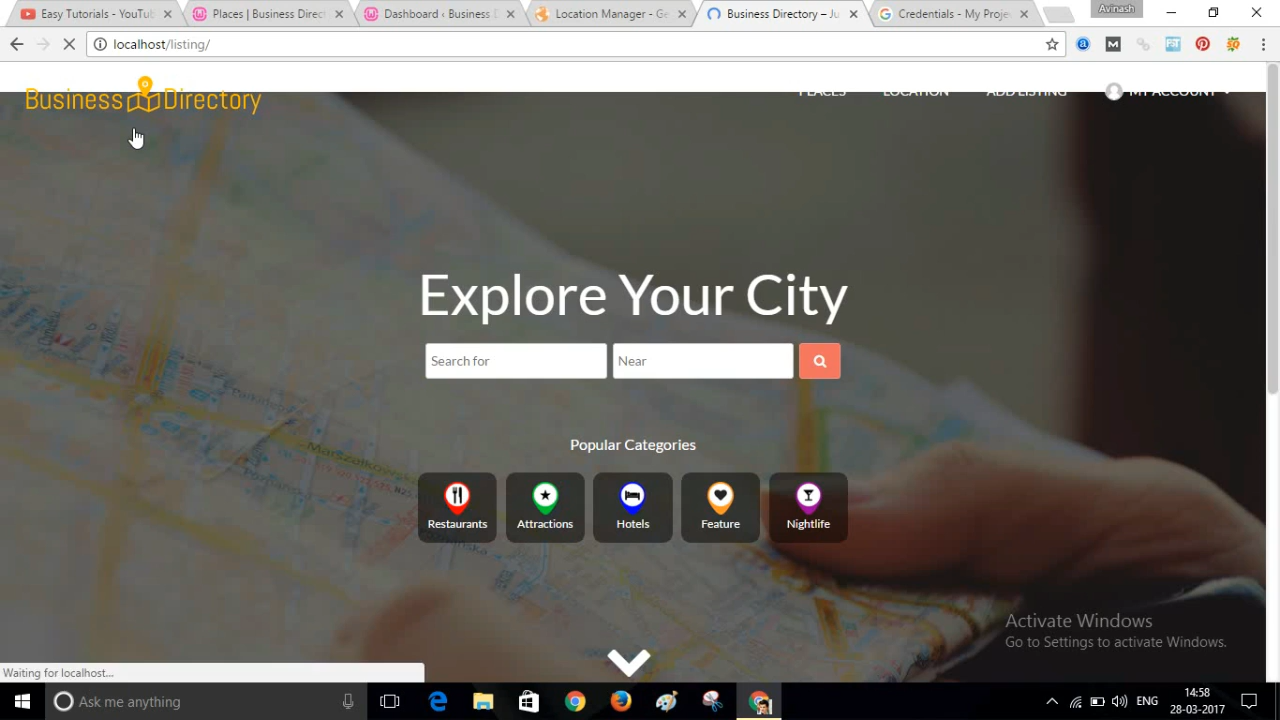 Easy Tutorials - YouTu
Places | Business Direc
Dashboard ‹ Business D
Location Manager - Ge
Business Directory – Ju
Credentials - My Proje
Avinash
localhost/listing/
Business Directory
PLACES
LOCATION
ADD LISTING
MY ACCOUNT
Explore Your City
Search for
Near
Popular Categories
Restaurants
Attractions
Hotels
Feature
Nightlife
Activate Windows
Go to Settings to activate Windows.
Waiting for localhost...
Ask me anything
ENG
14:58
28-03-2017